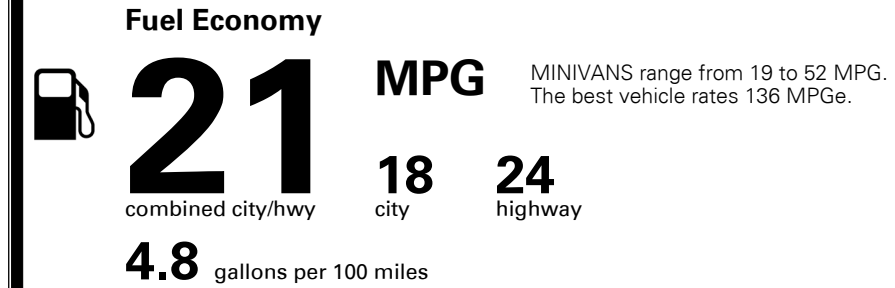 Fuel Economy
21 MPG
MINIVANS range from 19 to 52 MPG.
The best vehicle rates 136 MPGe.
18 24
combined city/hwy city highway
4.8 gallons per 100 miles